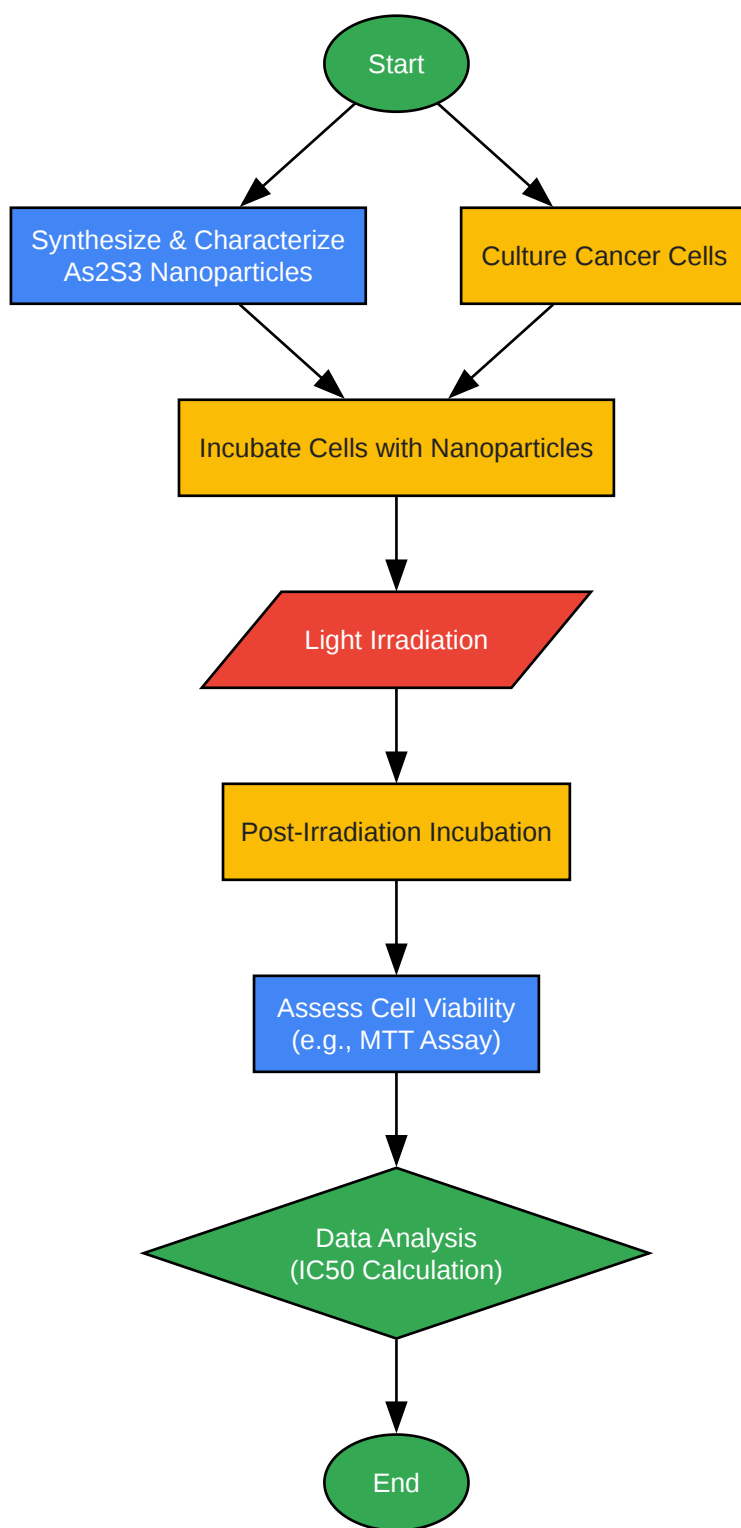 Start
Synthesize & Characterize
As2S3 Nanoparticles
Culture Cancer Cells
Incubate Cells with Nanoparticles
Light Irradiation
Post-Irradiation Incubation
Assess Cell Viability
(e.g., MTT Assay)
Data Analysis
(IC50 Calculation)
End